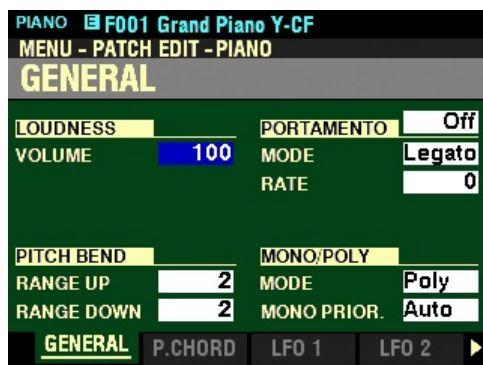 PIANO E F001 Grand Piano Y-CF
MENU - PATCH EDIT - PIANO
GENERAL
LOUDNESS
VOLUME 100
PORTAMENTO Off
MODE Legato
RATE 0
PITCH BEND
RANGE UP 2
RANGE DOWN 2
MONO/POLY
MODE Poly
MONO PRIOR. Auto
GENERAL P.CHORD LFO 1 LFO 2